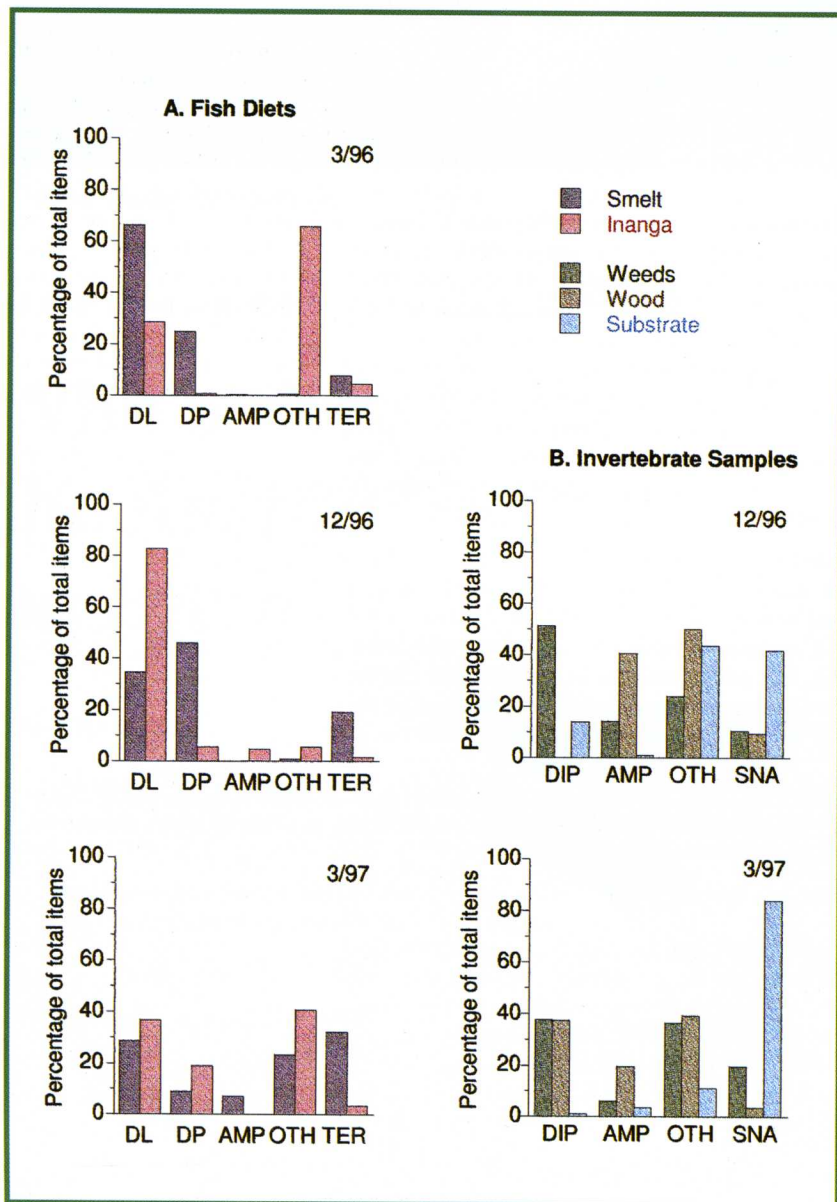 A. Fish Diets
Percentage of total items
100
80
60
40
20
0
3/96
DL DP AMP OTH TER
Smelt
Inanga
Weeds
Wood
Substrate
Percentage of total items
100
80
60
40
20
0
12/96
DL DP AMP OTH TER
B. Invertebrate Samples
Percentage of total items
100
80
60
40
20
0
12/96
DIP AMP OTH SNA
Percentage of total items
100
80
60
40
20
0
3/97
DL DP AMP OTH TER
Percentage of total items
100
80
60
40
20
0
3/97
DIP AMP OTH SNA